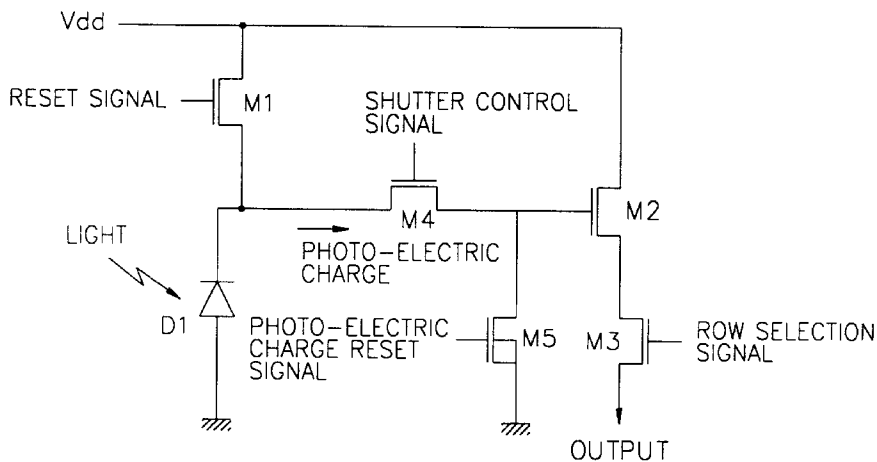 Vdd
RESET SIGNAL
M1
SHUTTER CONTROL
SIGNAL
M4
M2
LIGHT
PHOTO-ELECTRIC
CHARGE
D1
PHOTO-ELECTRIC
CHARGE RESET
SIGNAL
M5
M3
ROW SELECTION
SIGNAL
OUTPUT